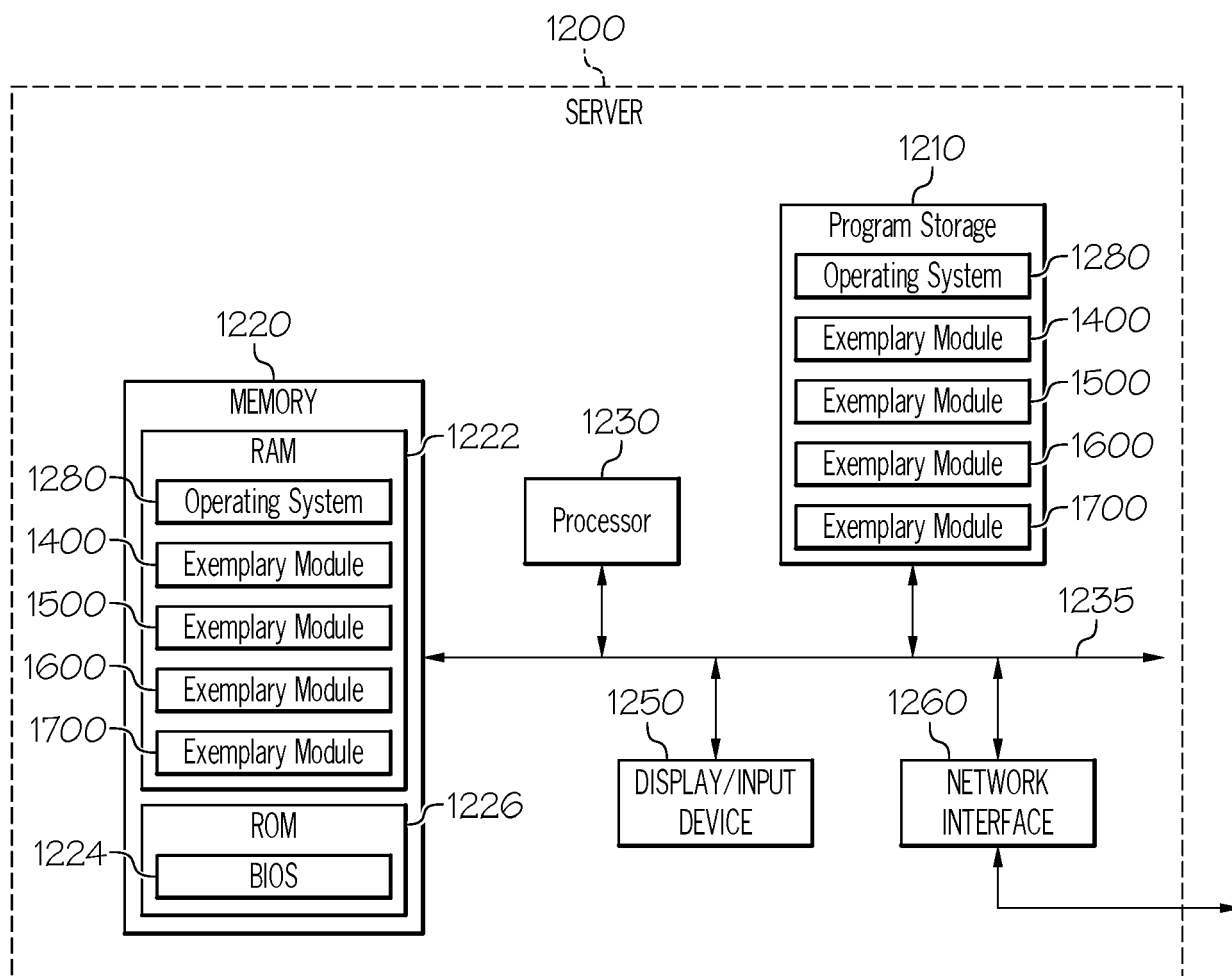 1200
SERVER
1210
Program Storage
Operating System
1280
Exemplary Module
1400
Exemplary Module
1500
Exemplary Module
1600
Exemplary Module
1700
1220
MEMORY
RAM
1222
1280
Operating System
1400
Exemplary Module
1500
Exemplary Module
1600
Exemplary Module
1700
Exemplary Module
ROM
1226
1224
BIOS
1230
Processor
1235
1250
DISPLAY/INPUT
DEVICE
1260
NETWORK
INTERFACE